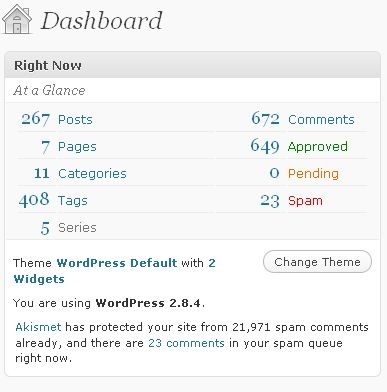 Dashboard
Right Now
At a Glance
267 Posts 672 Comments
7 Pages 649 Approved
11 Categories 0 Pending
408 Tags 23 Spam
5 Series
Theme WordPress Default with 2 Change Theme
Widgets
You are using WordPress 2.8.4.
Akismet has protected your site from 21,971 spam comments
already, and there are 23 comments in your spam queue
right now.